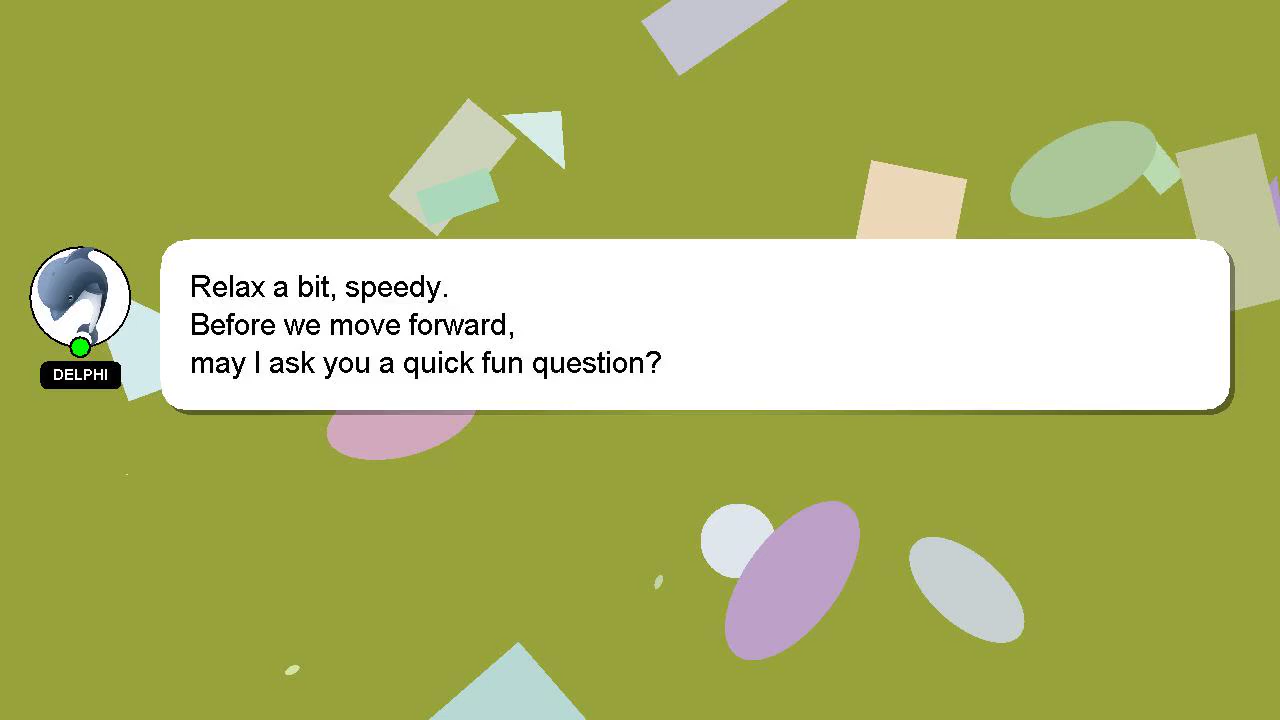 Relax a bit, speedy.
Before we move forward,
may I ask you a quick fun question?
DELPHI